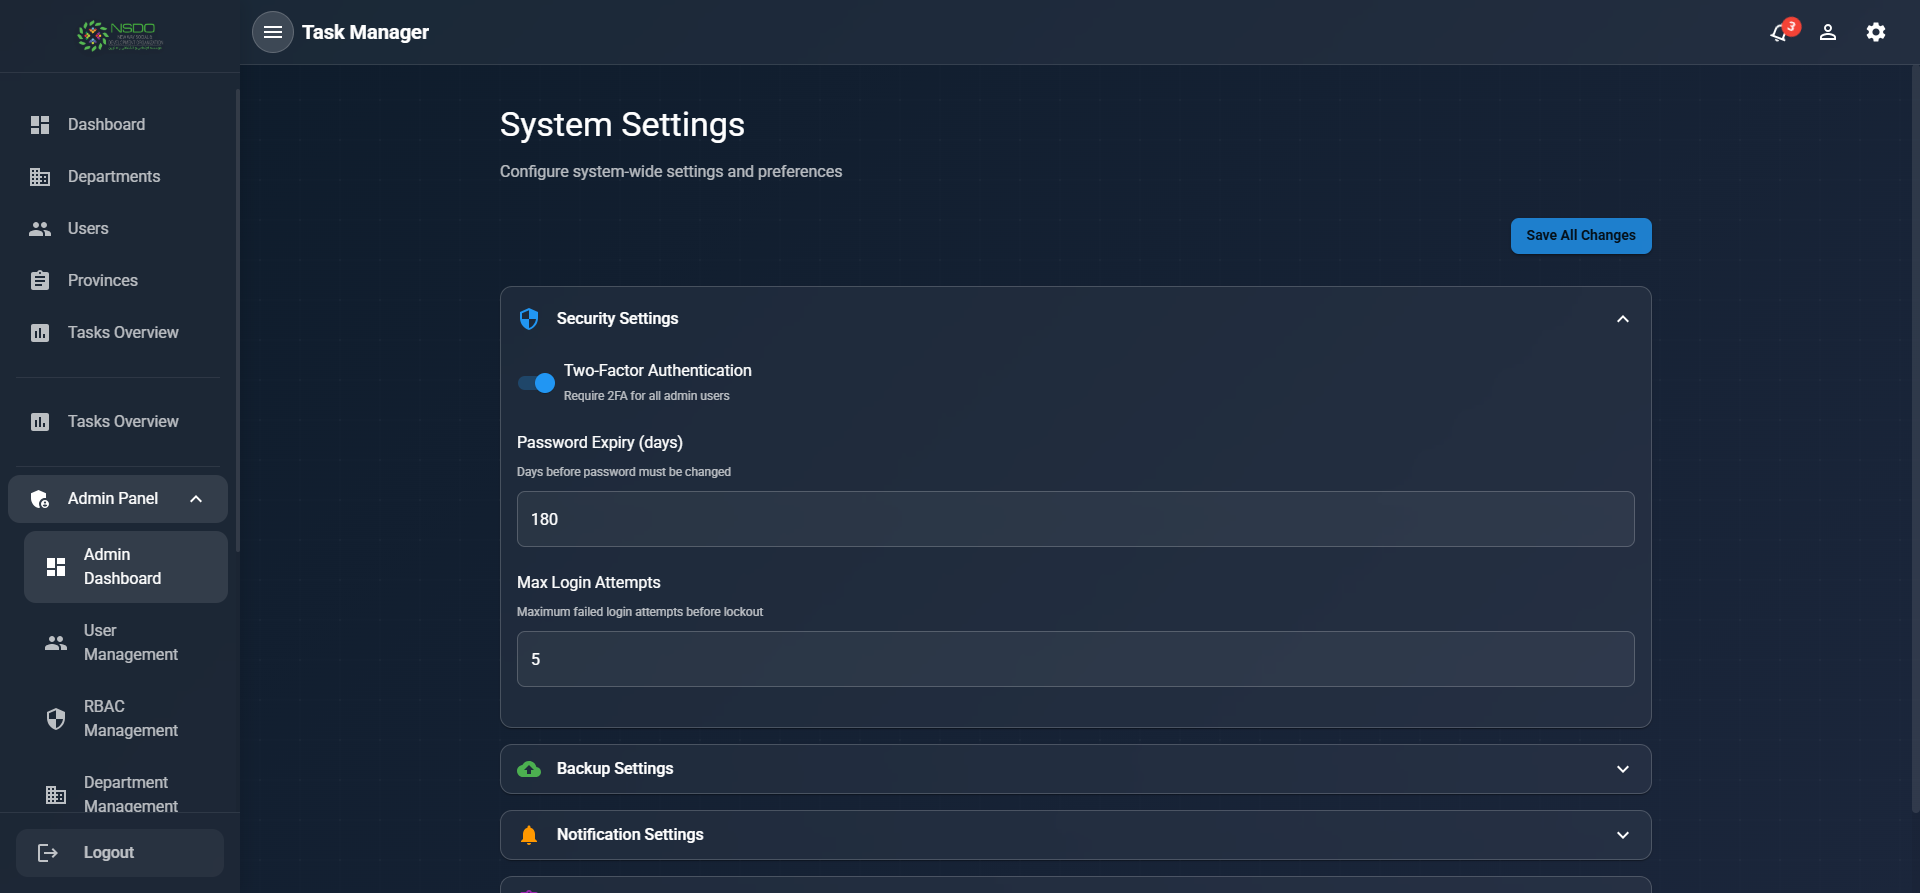 NSDO
Task Manager
3
Dashboard
Departments
Users
Provinces
Tasks Overview
Tasks Overview
Admin Panel
Admin
Dashboard
User
Management
RBAC
Management
Department
Management
Logout
System Settings
Configure system-wide settings and preferences
Save All Changes
Security Settings
Two-Factor Authentication
Require 2FA for all admin users
Password Expiry (days)
Days before password must be changed
180
Max Login Attempts
Maximum failed login attempts before lockout
5
Backup Settings
Notification Settings